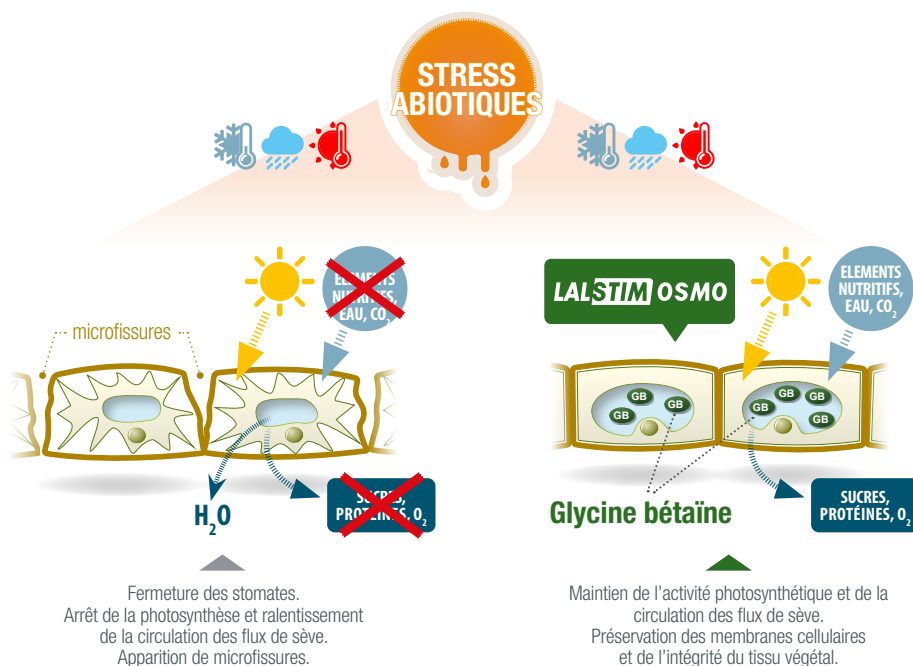 STRESS
ABIOTIQUES
microfissures
ELEMENTS
NUTRITIFS,
EAU, CO₂
H₂O
SUCRES,
PROTÉINES, O₂
Fermeture des stomates.
Arrêt de la photosynthèse et ralentissement
de la circulation des flux de sève.
Apparition de microfissures.
LALSTIM OSMO
ELEMENTS
NUTRITIFS,
EAU, CO₂
GB
GB
GB
GB
GB
GB
GB
GB
Glycine bétaïne
SUCRES,
PROTÉINES, O₂
Maintien de l’activité photosynthétique et de la
circulation des flux de sève.
Préservation des membranes cellulaires
et de l’intégrité du tissu végétal.